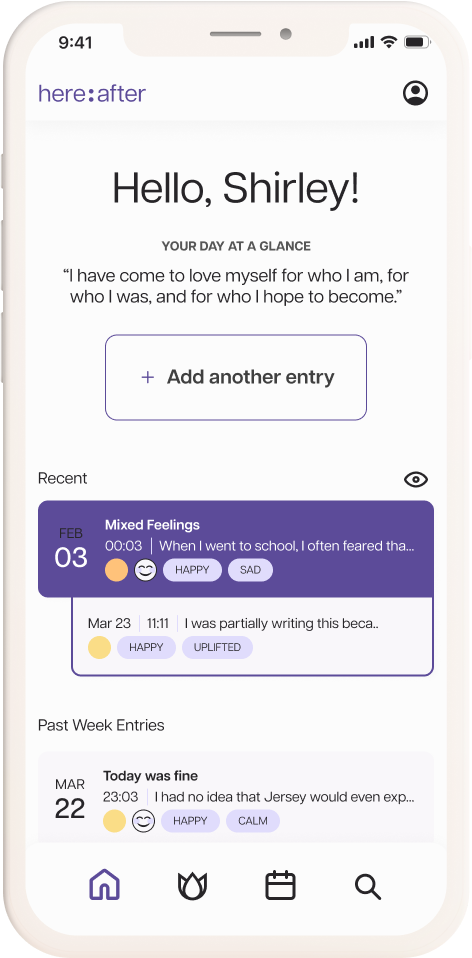 9:41
here:after
Hello, Shirley!
YOUR DAY AT A GLANCE
“I have come to love myself for who I am, for
who I was, and for who I hope to become.”
+ Add another entry
Recent
FEB
03
Mixed Feelings
00:03 | When I went to school, I often feared tha...
HAPPY SAD
Mar 23 | 11:11 | I was partially writing this beca..
HAPPY UPLIFTED
Past Week Entries
MAR
22
Today was fine
23:03 | I had no idea that Jersey would even exp...
HAPPY CALM